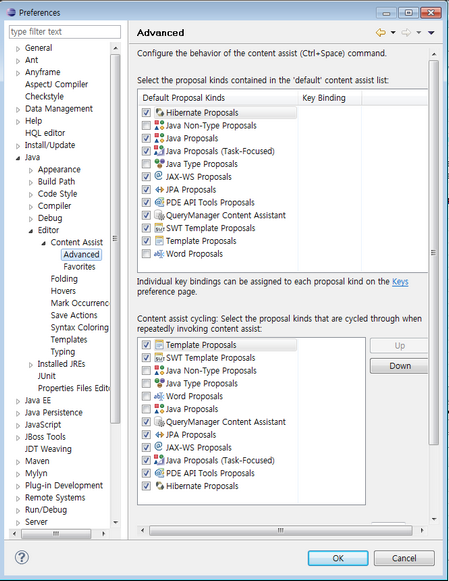 Preferences
type filter text
General
Ant
Anyframe
AspectJ Compiler
Checkstyle
Data Management
Help
HQL editor
Install/Update
Java
Appearance
Build Path
Code Style
Compiler
Debug
Editor
Content Assist
Advanced
Favorites
Folding
Hovers
Mark Occurrenc
Save Actions
Syntax Coloring
Templates
Typing
Installed JREs
JUnit
Properties Files Edit
Java EE
Java Persistence
JavaScript
JBoss Tools
JDT Weaving
Maven
Mylyn
Plug-in Development
Remote Systems
Run/Debug
Server
Advanced
Configure the behavior of the content assist (Ctrl+Space) command.
Select the proposal kinds contained in the 'default' content assist list:
Default Proposal Kinds Key Binding
Hibernate Proposals
Java Non-Type Proposals
Java Proposals
Java Proposals (Task-Focused)
Java Type Proposals
JAX-WS Proposals
JPA Proposals
PDE API Tools Proposals
QueryManager Content Assistant
SWT Template Proposals
Template Proposals
Word Proposals
Individual key bindings can be assigned to each proposal kind on the Keys
preference page.
Content assist cycling: Select the proposal kinds that are cycled through when
repeatedly invoking content assist:
Template Proposals
SWT Template Proposals
Java Non-Type Proposals
Java Type Proposals
Word Proposals
Java Proposals
QueryManager Content Assistant
JPA Proposals
JAX-WS Proposals
Java Proposals (Task-Focused)
PDE API Tools Proposals
Hibernate Proposals
Up
Down
OK
Cancel